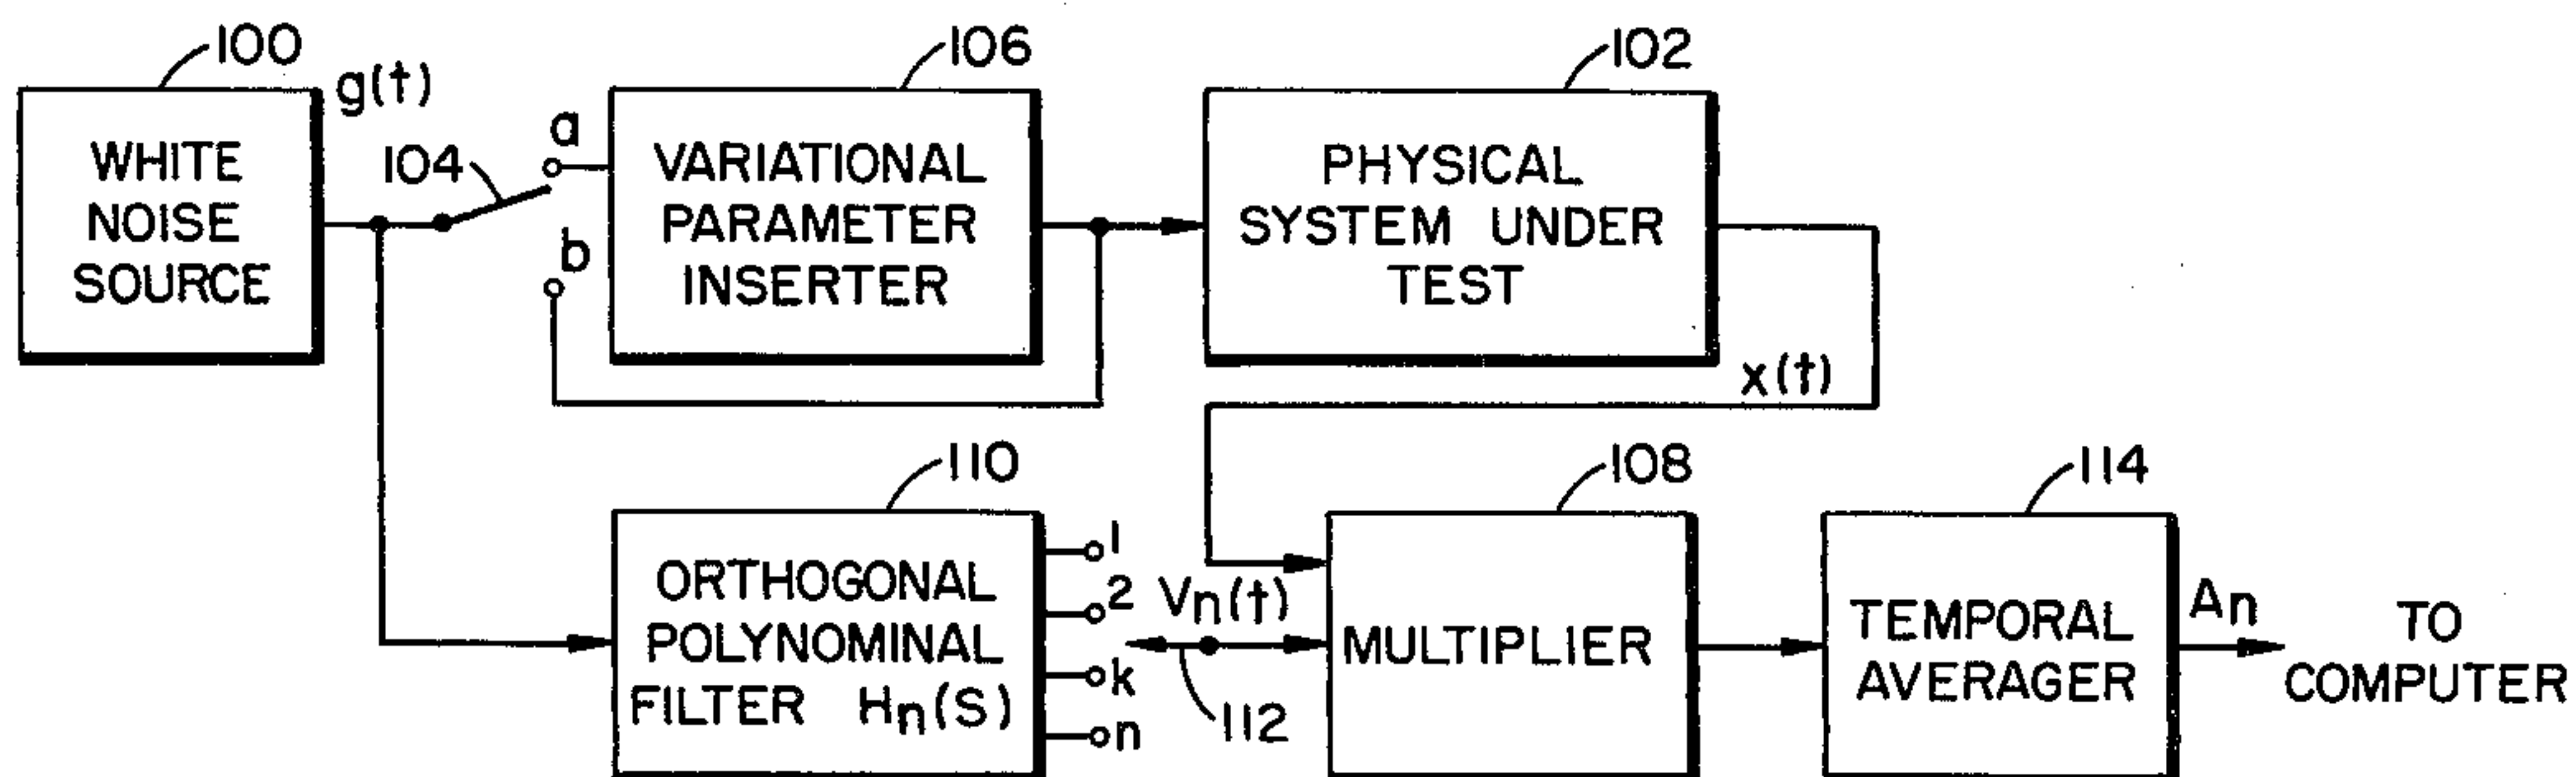 100
g(t)
WHITE
NOISE
SOURCE
104
a
b
106
VARIATIONAL
PARAMETER
INSERTER
102
PHYSICAL
SYSTEM UNDER
TEST
x(t)
110
ORTHOGONAL
POLYNOMINAL
FILTER Hn(S)
1
2
k
n
Vn(t)
112
108
MULTIPLIER
114
TEMPORAL
AVERAGER
An
TO
COMPUTER